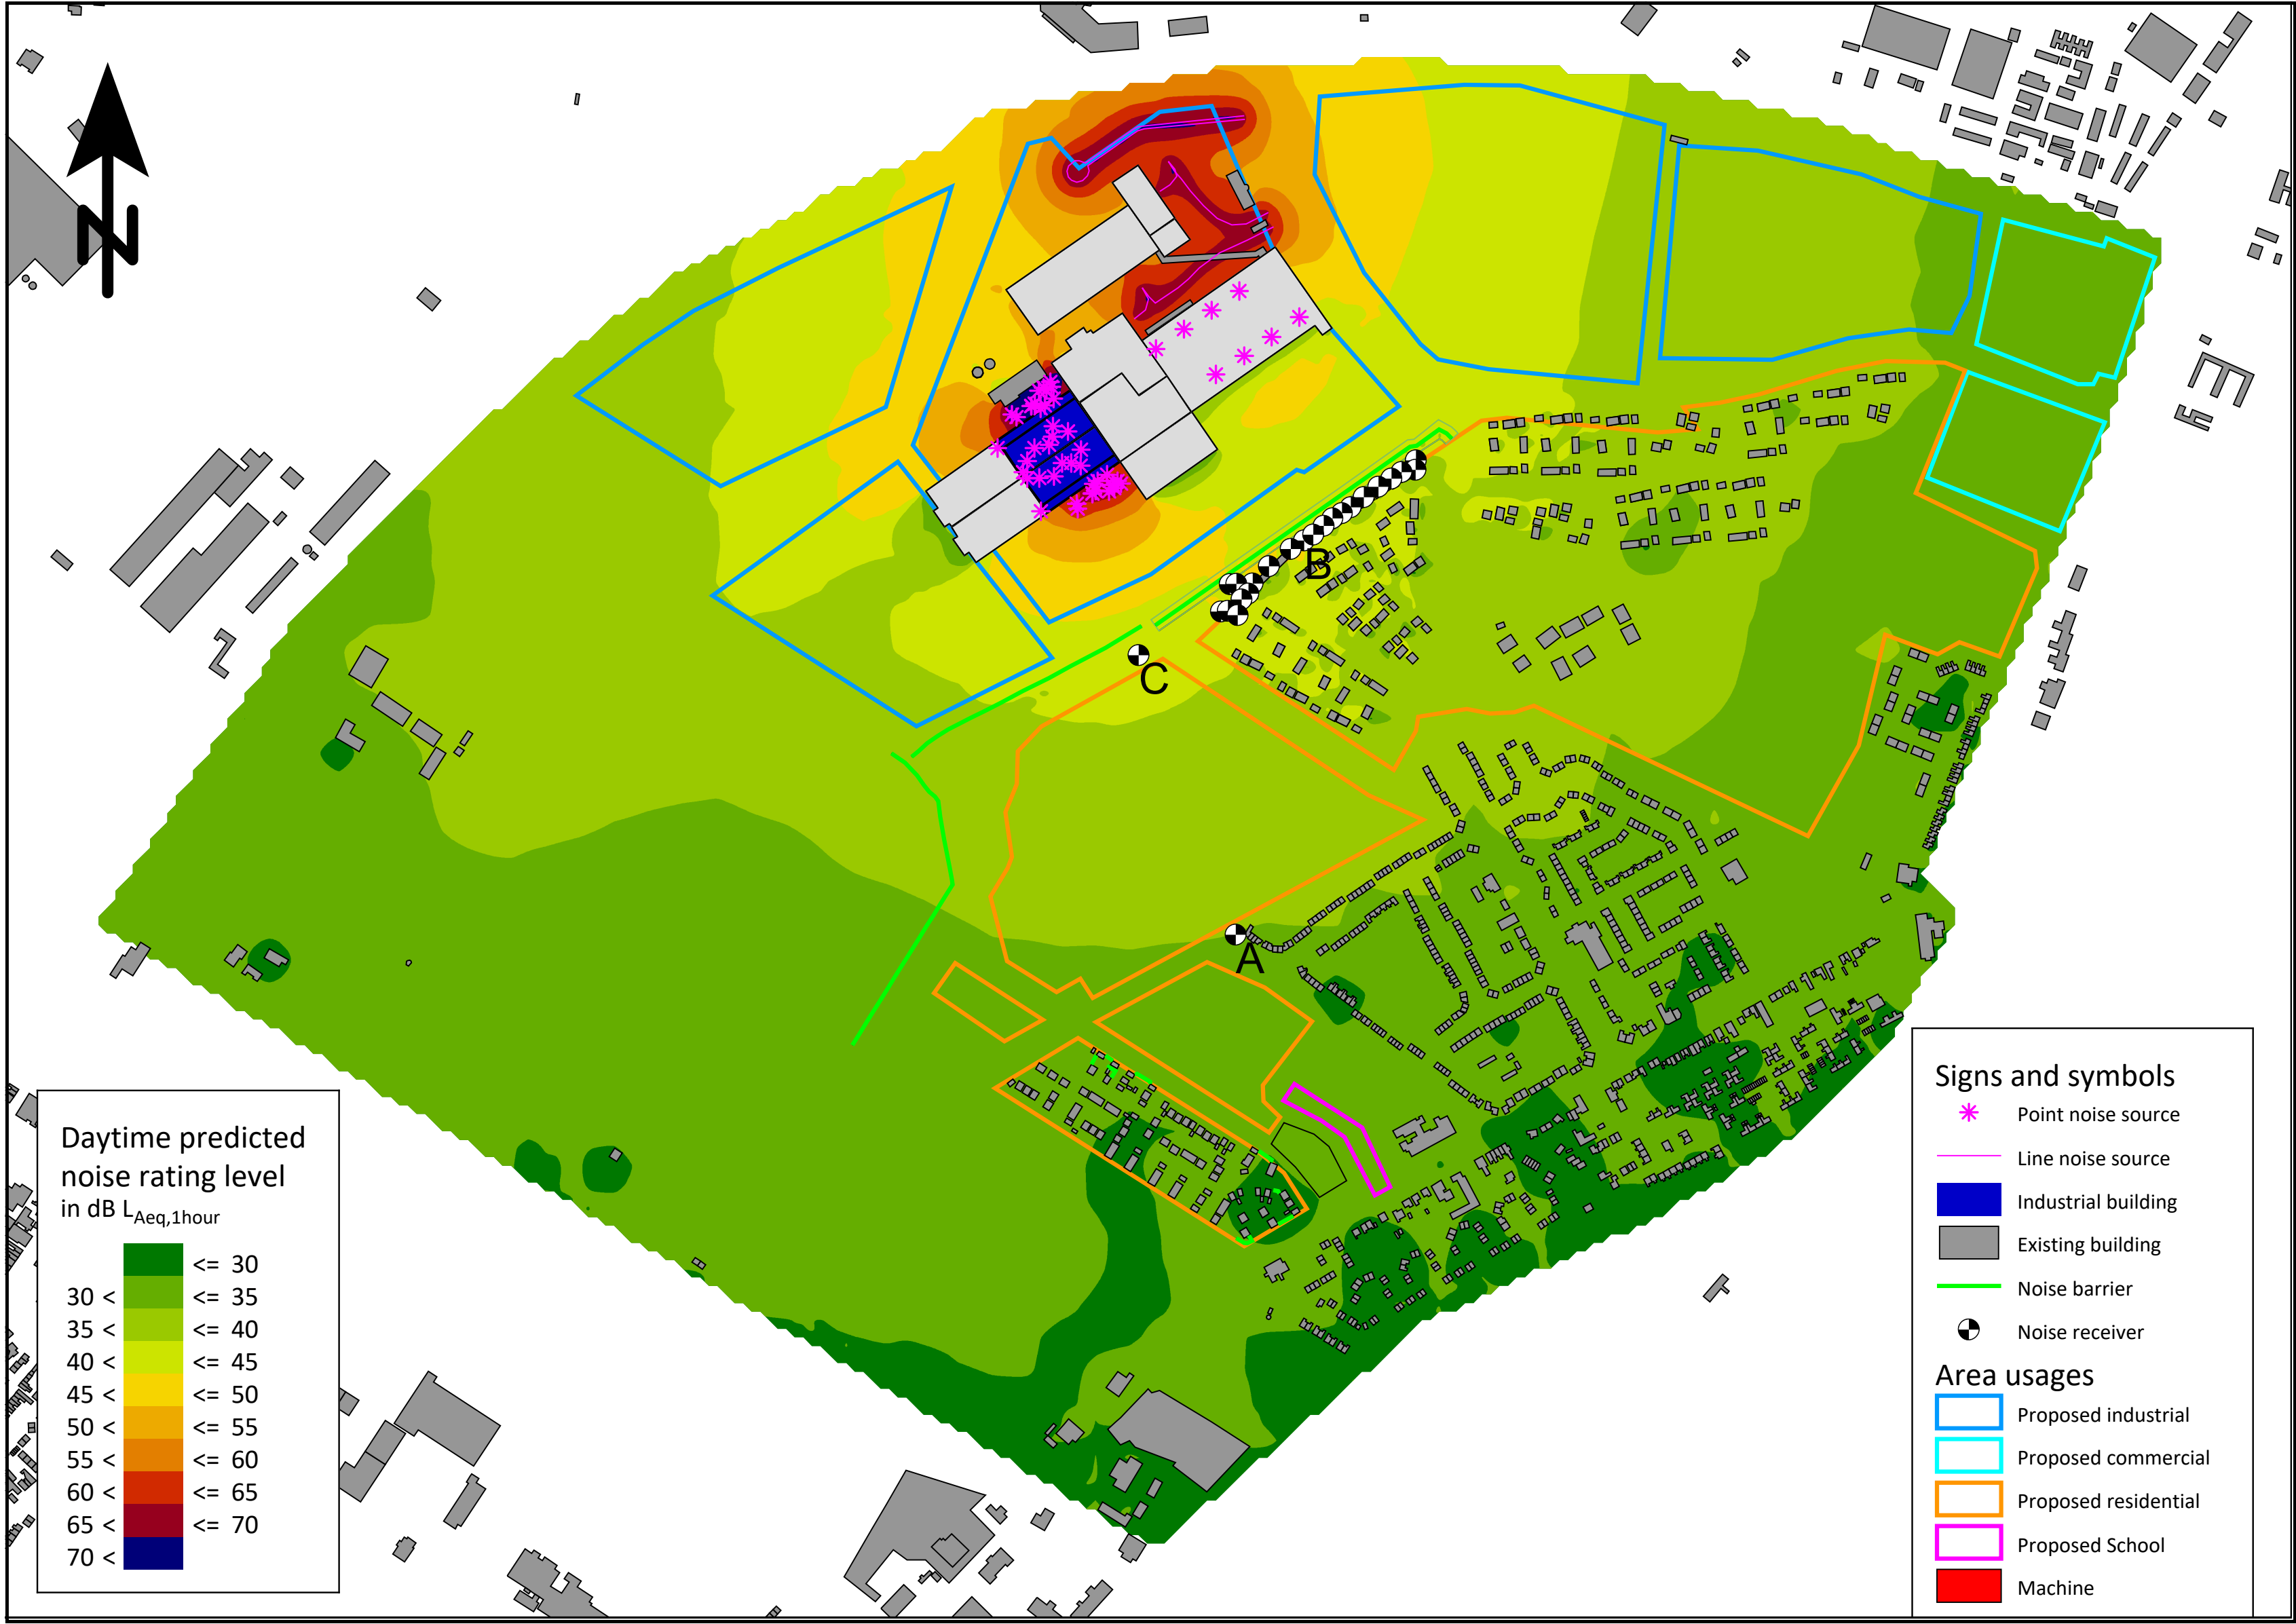 N
B
C
A
Daytime predicted
noise rating level
in dB LAeq,1hour
<= 30
30 < <= 35
35 < <= 40
40 < <= 45
45 < <= 50
50 < <= 55
55 < <= 60
60 < <= 65
65 < <= 70
70 <
Signs and symbols
Point noise source
Line noise source
Industrial building
Existing building
Noise barrier
Noise receiver
Area usages
Proposed industrial
Proposed commercial
Proposed residential
Proposed School
Machine